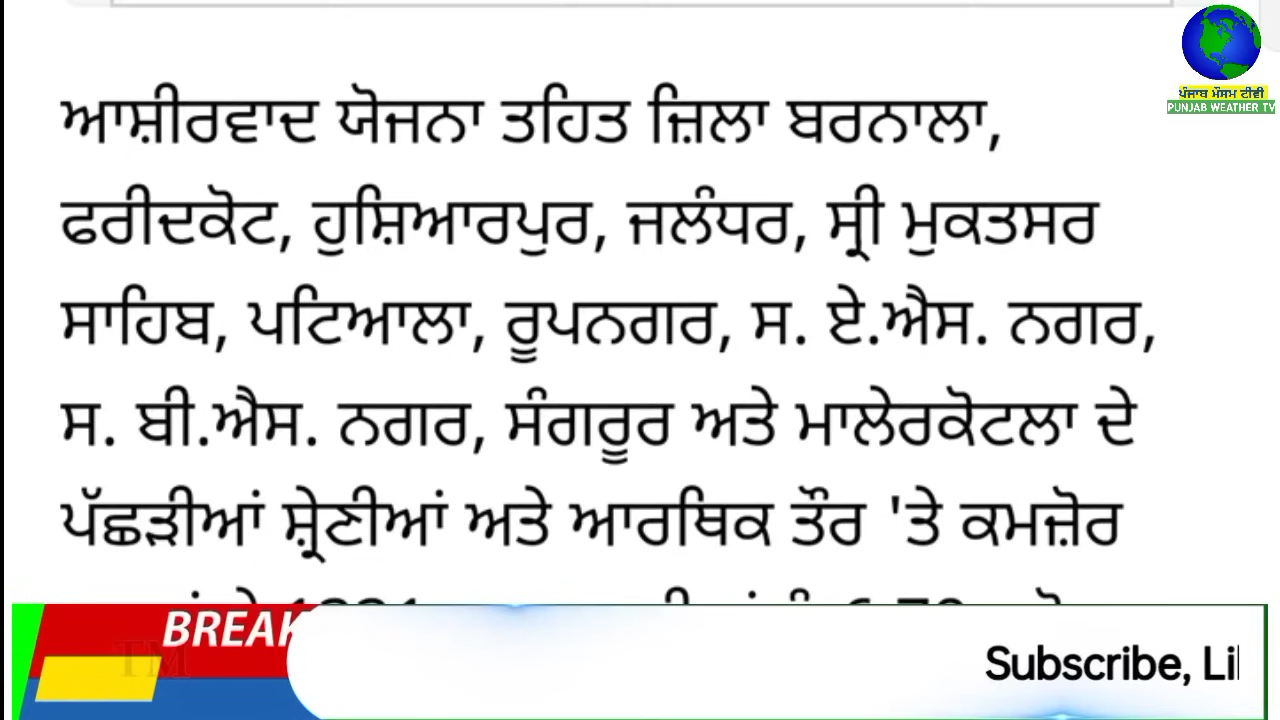 ਪੰਜਾਬ ਮੌਸਮ ਟੀਵੀ
PUNJAB WEATHER TV
ਆਸ਼ੀਰਵਾਦ ਯੋਜਨਾ ਤਹਿਤ ਜ਼ਿਲਾ ਬਰਨਾਲਾ,
ਫਰੀਦਕੋਟ, ਹੁਸ਼ਿਆਰਪੁਰ, ਜਲੰਧਰ, ਸ੍ਰੀ ਮੁਕਤਸਰ
ਸਾਹਿਬ, ਪਟਿਆਲਾ, ਰੂਪਨਗਰ, ਸ. ਏ.ਐਸ. ਨਗਰ,
ਸ. ਬੀ.ਐਸ. ਨਗਰ, ਸੰਗਰੂਰ ਅਤੇ ਮਾਲੇਰਕੋਟਲਾ ਦੇ
ਪੱਛੜੀਆਂ ਸ਼੍ਰੇਣੀਆਂ ਅਤੇ ਆਰਥਿਕ ਤੌਰ 'ਤੇ ਕਮਜ਼ੋਰ
BREAK
TM
Subscribe, Li